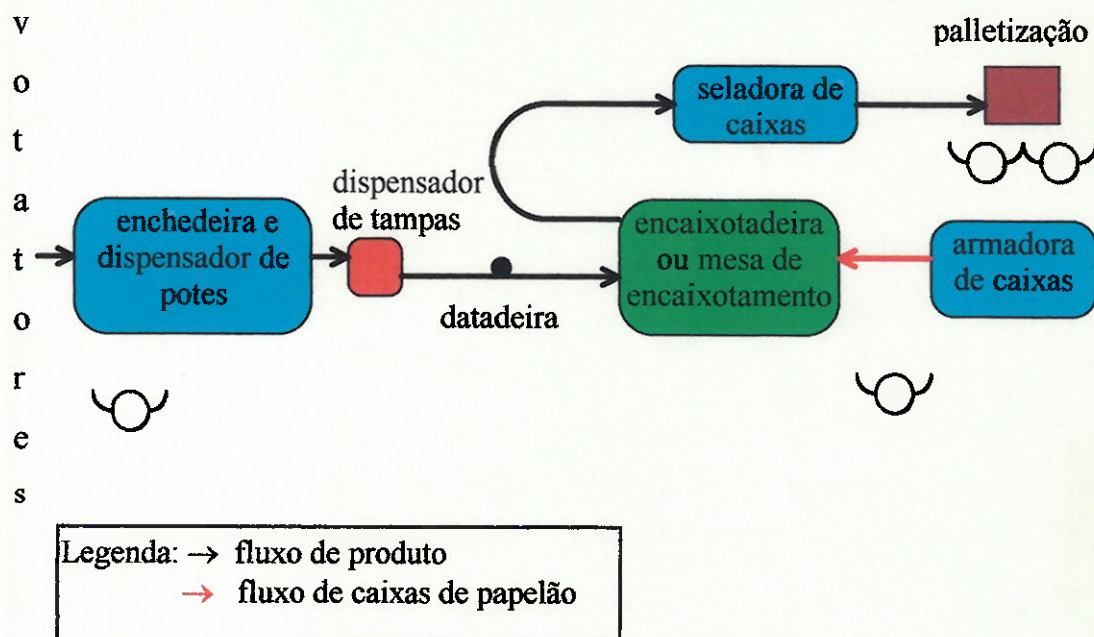 votatores
palletização
seladora de
caixas
dispensador
de tampas
enchedeira e
dispensador de
potes
encaixotadeira
ou mesa de
encaixotamento
armadora
de caixas
datadeira
Legenda: → fluxo de produto
→ fluxo de caixas de papelão